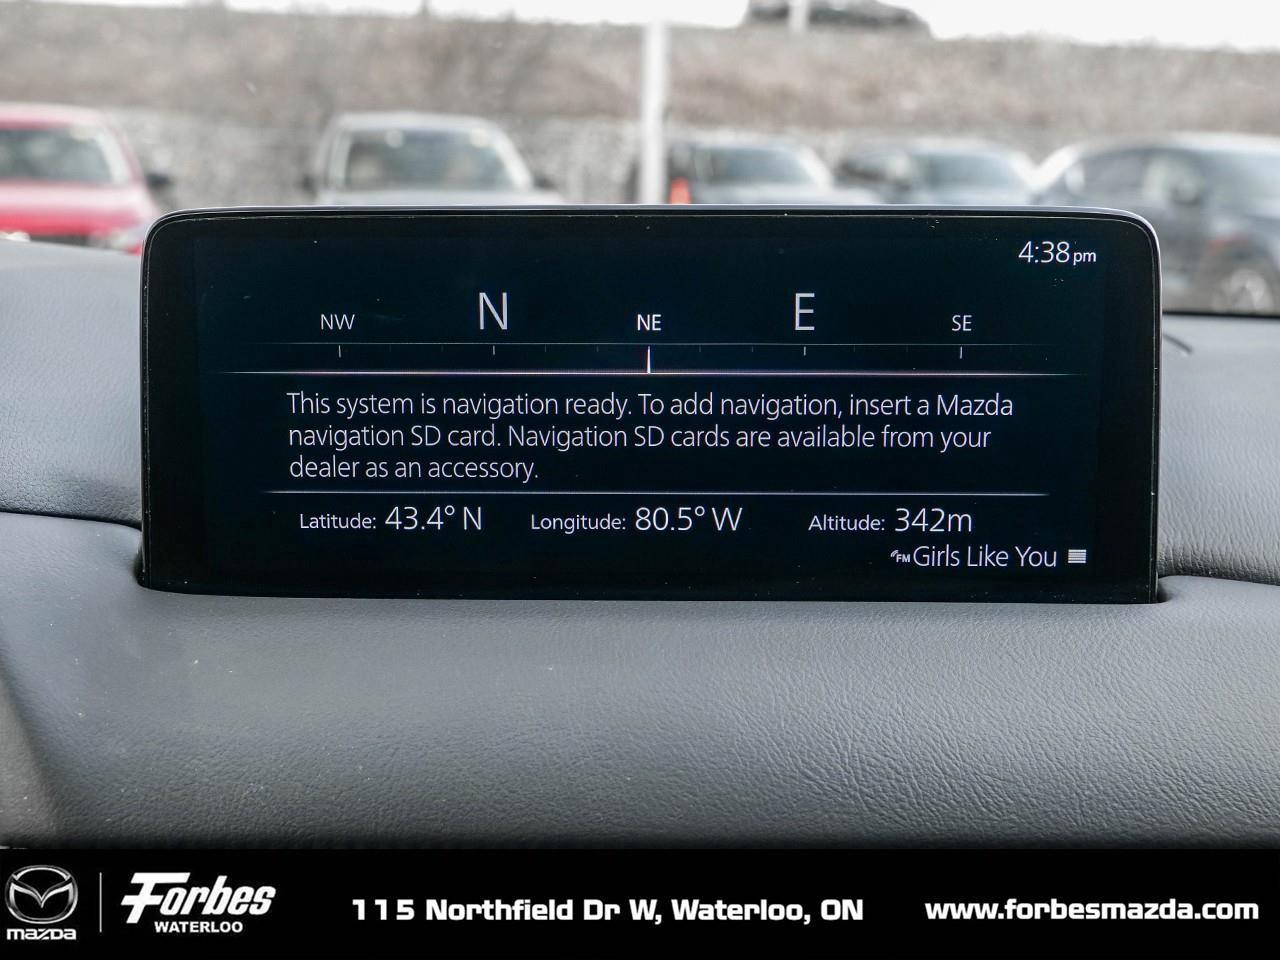 4:38pm
NW N NE E SE
This system is navigation ready. To add navigation, insert a Mazda
navigation SD card. Navigation SD cards are available from your
dealer as an accessory.
Latitude: 43.4° N Longitude: 80.5° W Altitude: 342m
FM Girls Like You
mazda
Forbes
WATERLOO
115 Northfield Dr W, Waterloo, ON
www.forbesmazda.com